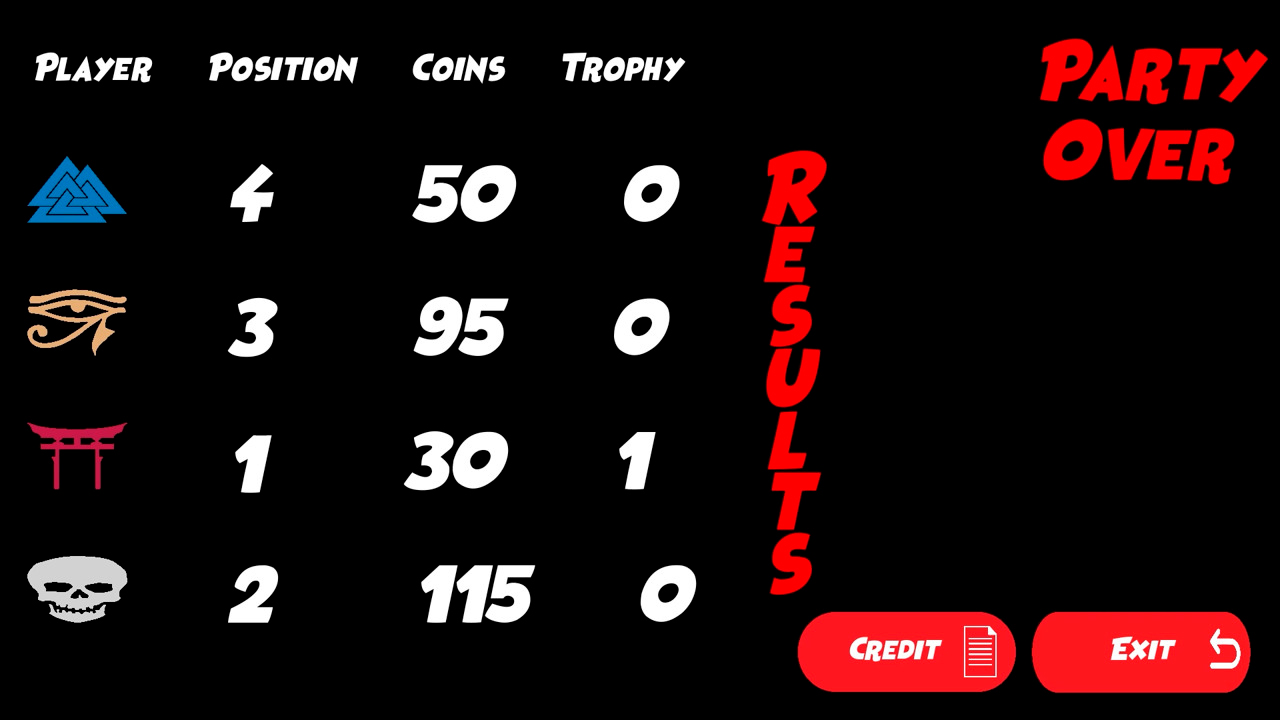 Player Position Coins Trophy
4 50 0
3 95 0
1 30 1
2 115 0
Results
Party
Over
Credit
Exit